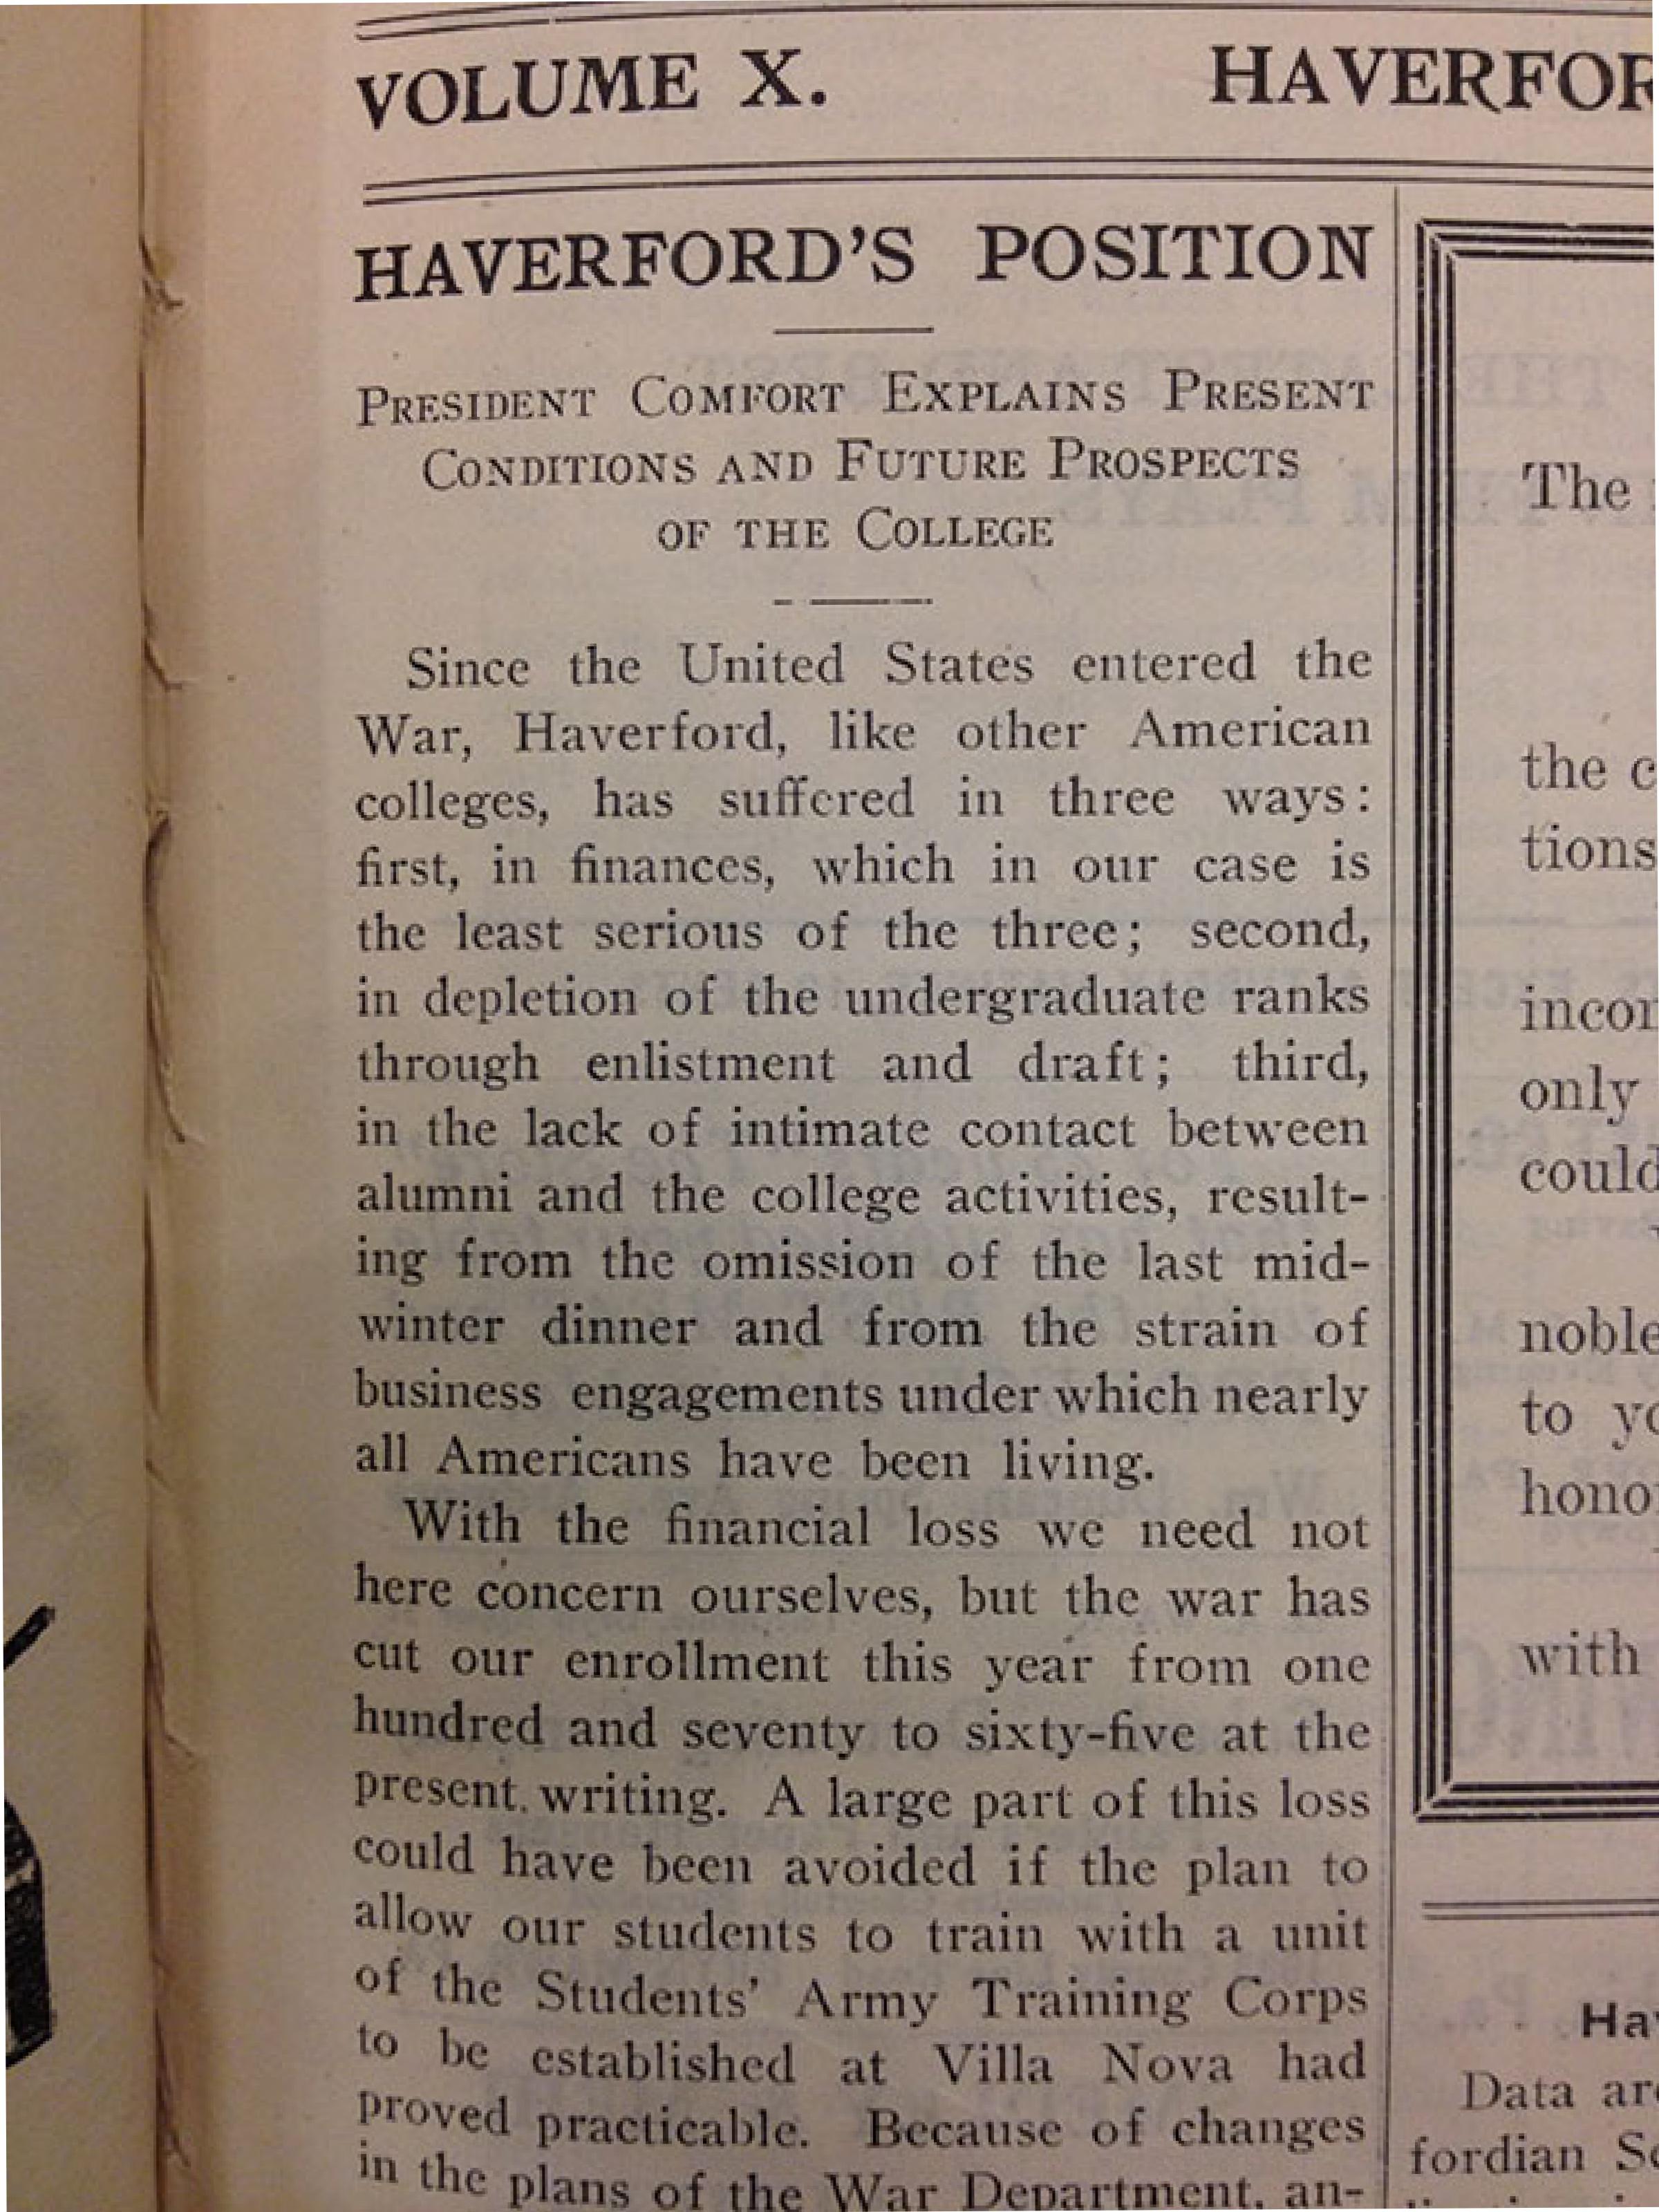 VOLUME X.
HAVERFOR
HAVERFORD'S POSITION
PRESIDENT COMFORT EXPLAINS PRESENT
CONDITIONS AND FUTURE PROSPECTS
OF THE COLLEGE
Since the United States entered the
War, Haverford, like other American
colleges, has suffered in three ways:
first, in finances, which in our case is
the least serious of the three; second,
in depletion of the undergraduate ranks
through enlistment and draft; third,
in the lack of intimate contact between
alumni and the college activities, result-
ing from the omission of the last mid-
winter dinner and from the strain of
business engagements under which nearly
all Americans have been living.
With the financial loss we need not
here concern ourselves, but the war has
cut our enrollment this year from one
hundred and seventy to sixty-five at the
present writing. A large part of this loss
could have been avoided if the plan to
allow our students to train with a unit
of the Students' Army Training Corps
to be established at Villa Nova had
proved practicable. Because of changes
in the plans of the War Department, an-
The
the c
tions
incor
only
could
noble
to yo
honor
with
Hav
Data are
fordian Sc